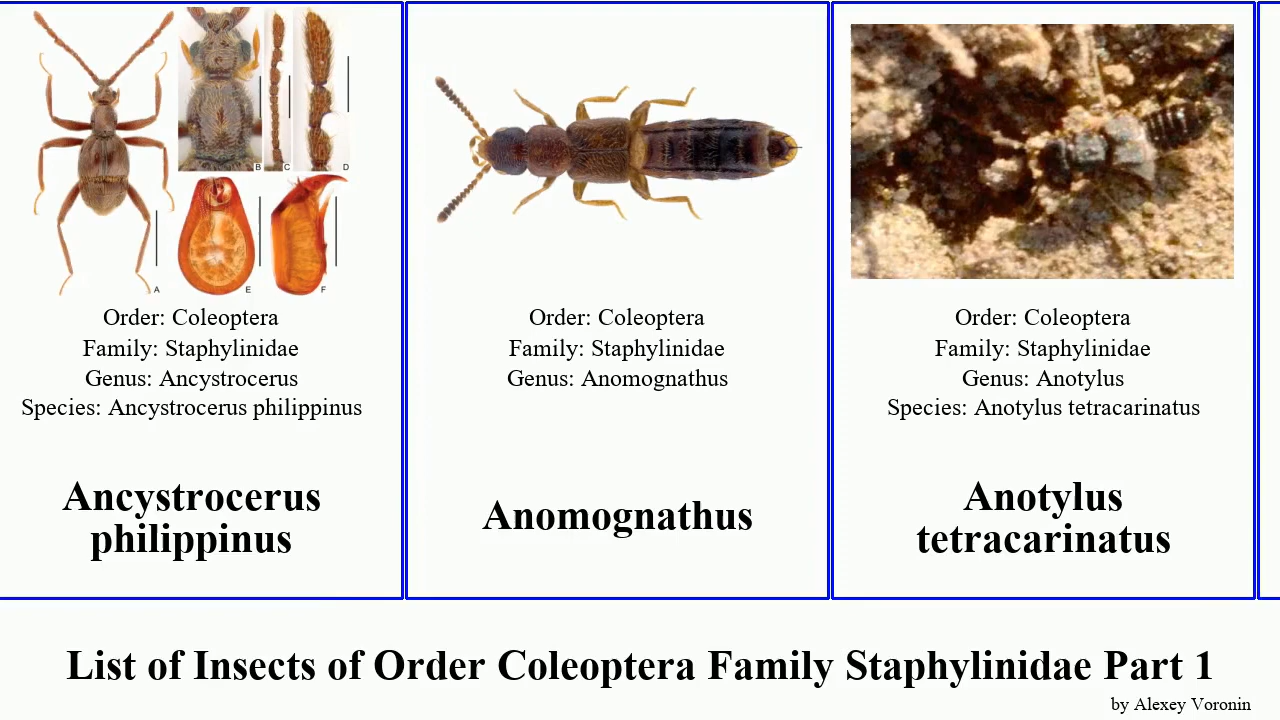 B
C
D
A
E
F
Order: Coleoptera
Family: Staphylinidae
Genus: Ancystrocerus
Species: Ancystrocerus philippinus
Ancystrocerus
philippinus
Order: Coleoptera
Family: Staphylinidae
Genus: Anomognathus
Anomognathus
Order: Coleoptera
Family: Staphylinidae
Genus: Anotylus
Species: Anotylus tetracarinatus
Anotylus
tetracarinatus
List of Insects of Order Coleoptera Family Staphylinidae Part 1
by Alexey Voronin